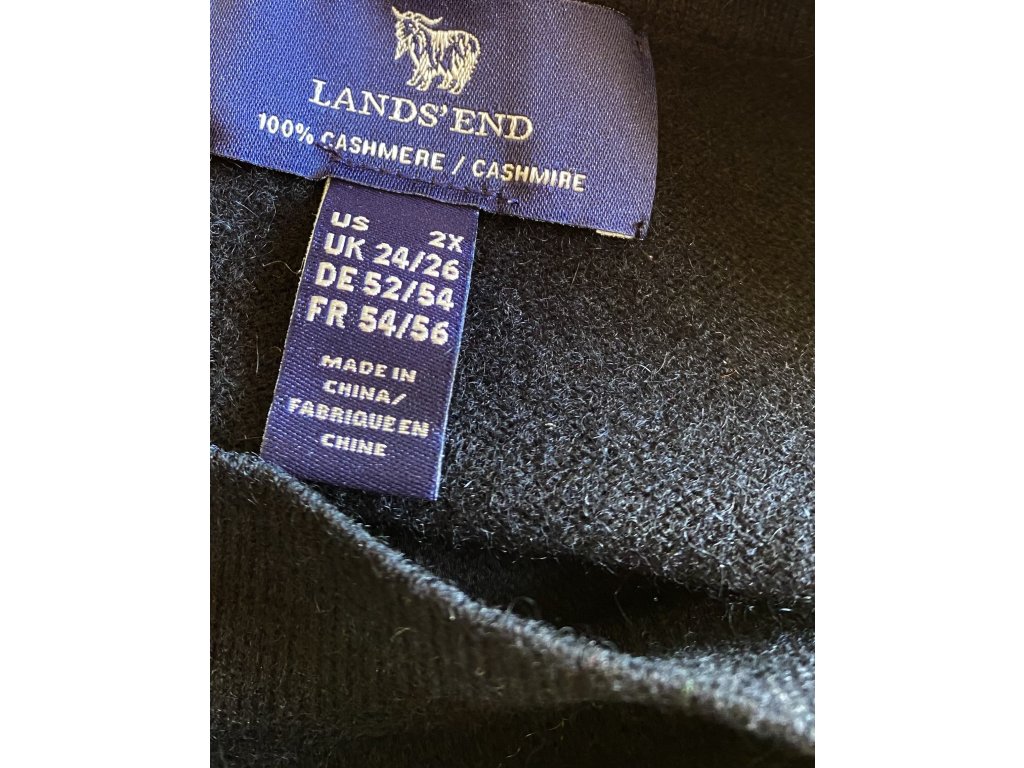 LANDS' END
100% CASHMERE / CASHMIRE
US 2X
UK 24/26
DE 52/54
FR 54/56
MADE IN
CHINA/
FABRIQUE EN
CHINE